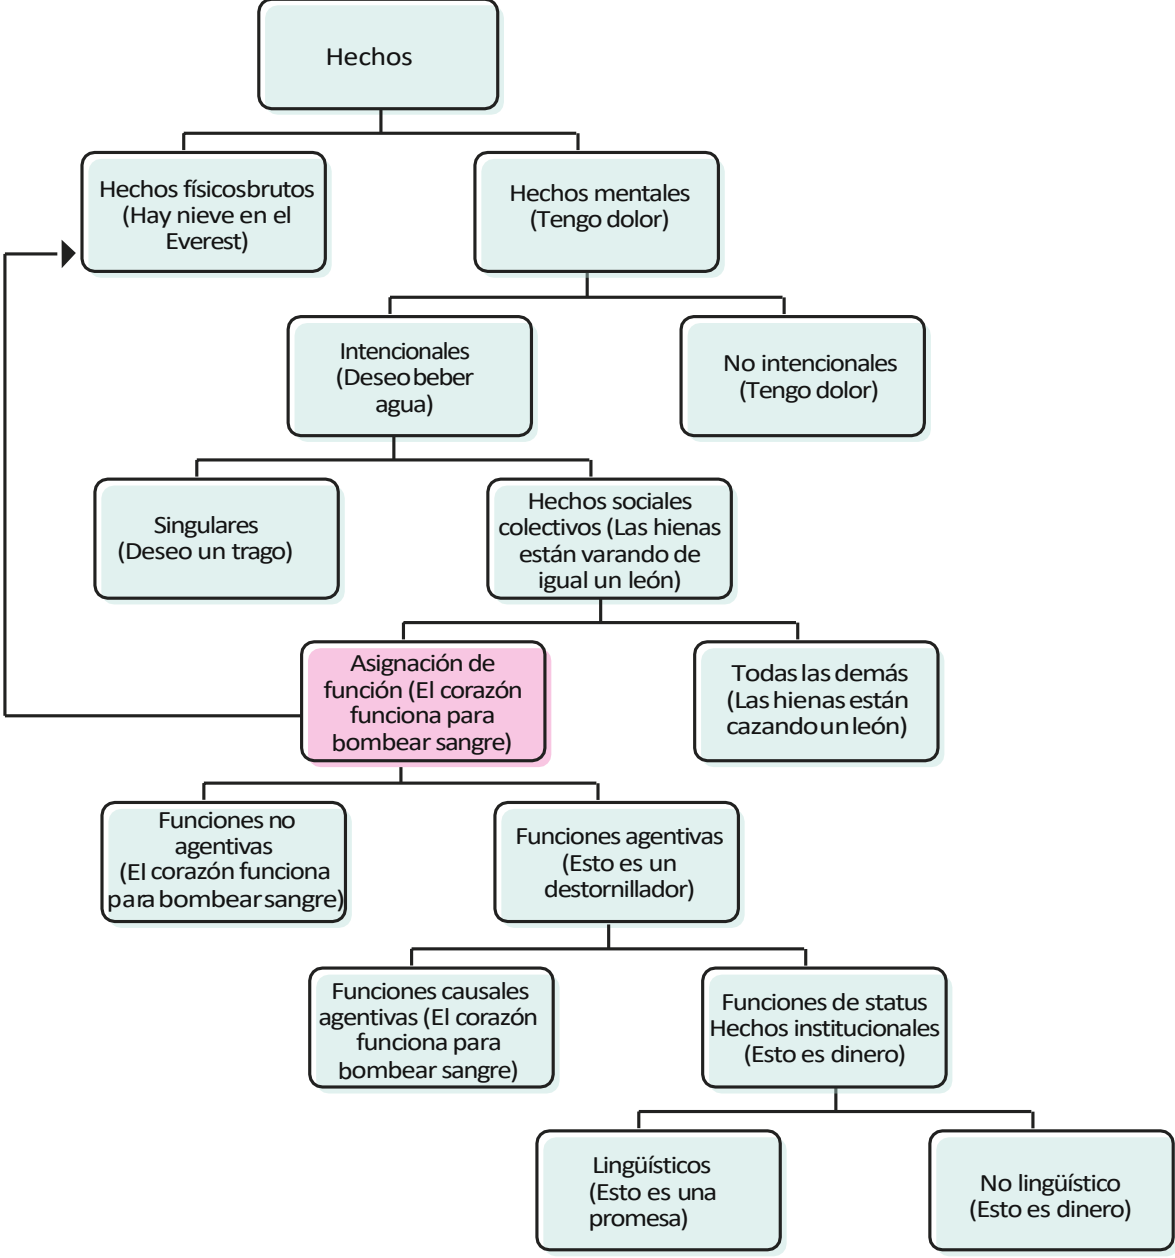 Hechos
Hechos físicosbrutos
(Hay nieve en el
Everest)
Hechos mentales
(Tengo dolor)
Intencionales
(Deseo beber
agua)
No intencionales
(Tengo dolor)
Singulares
(Deseo un trago)
Hechos sociales
colectivos (Las hienas
están varando de
igual un león)
Asignación de
función (El corazón
funciona para
bombear sangre)
Todas las demás
(Las hienas están
cazando un león)
Funciones no
agentivas
(El corazón funciona
para bombear sangre)
Funciones agentivas
(Esto es un
destornillador)
Funciones causales
agentivas (El corazón
funciona para
bombear sangre)
Funciones de status
Hechos institucionales
(Esto es dinero)
Lingüísticos
(Esto es una
promesa)
No lingüístico
(Esto es dinero)